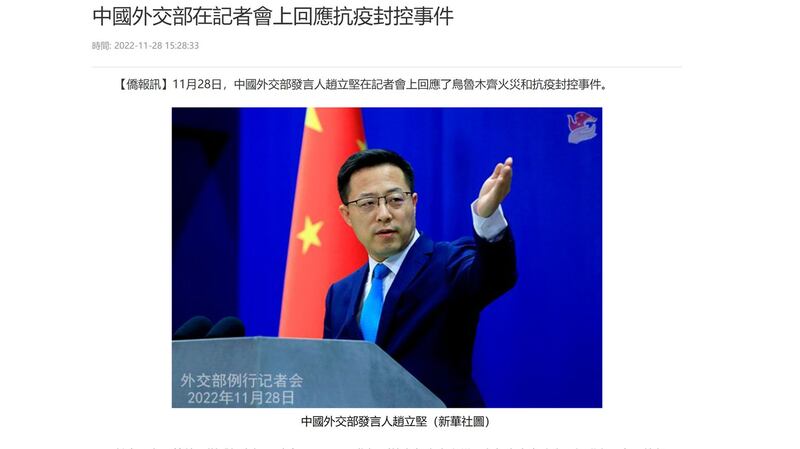 中國外交部在記者會上回應抗疫封控事件
時間: 2022-11-28 15:28:33
【僑報訊】11月28日，中國外交部發言人趙立堅在記者會上回應了烏魯木齊火災和抗疫封控事件。
外交部例行记者会
2022年11月28日
中國外交部發言人趙立堅（新華社圖）